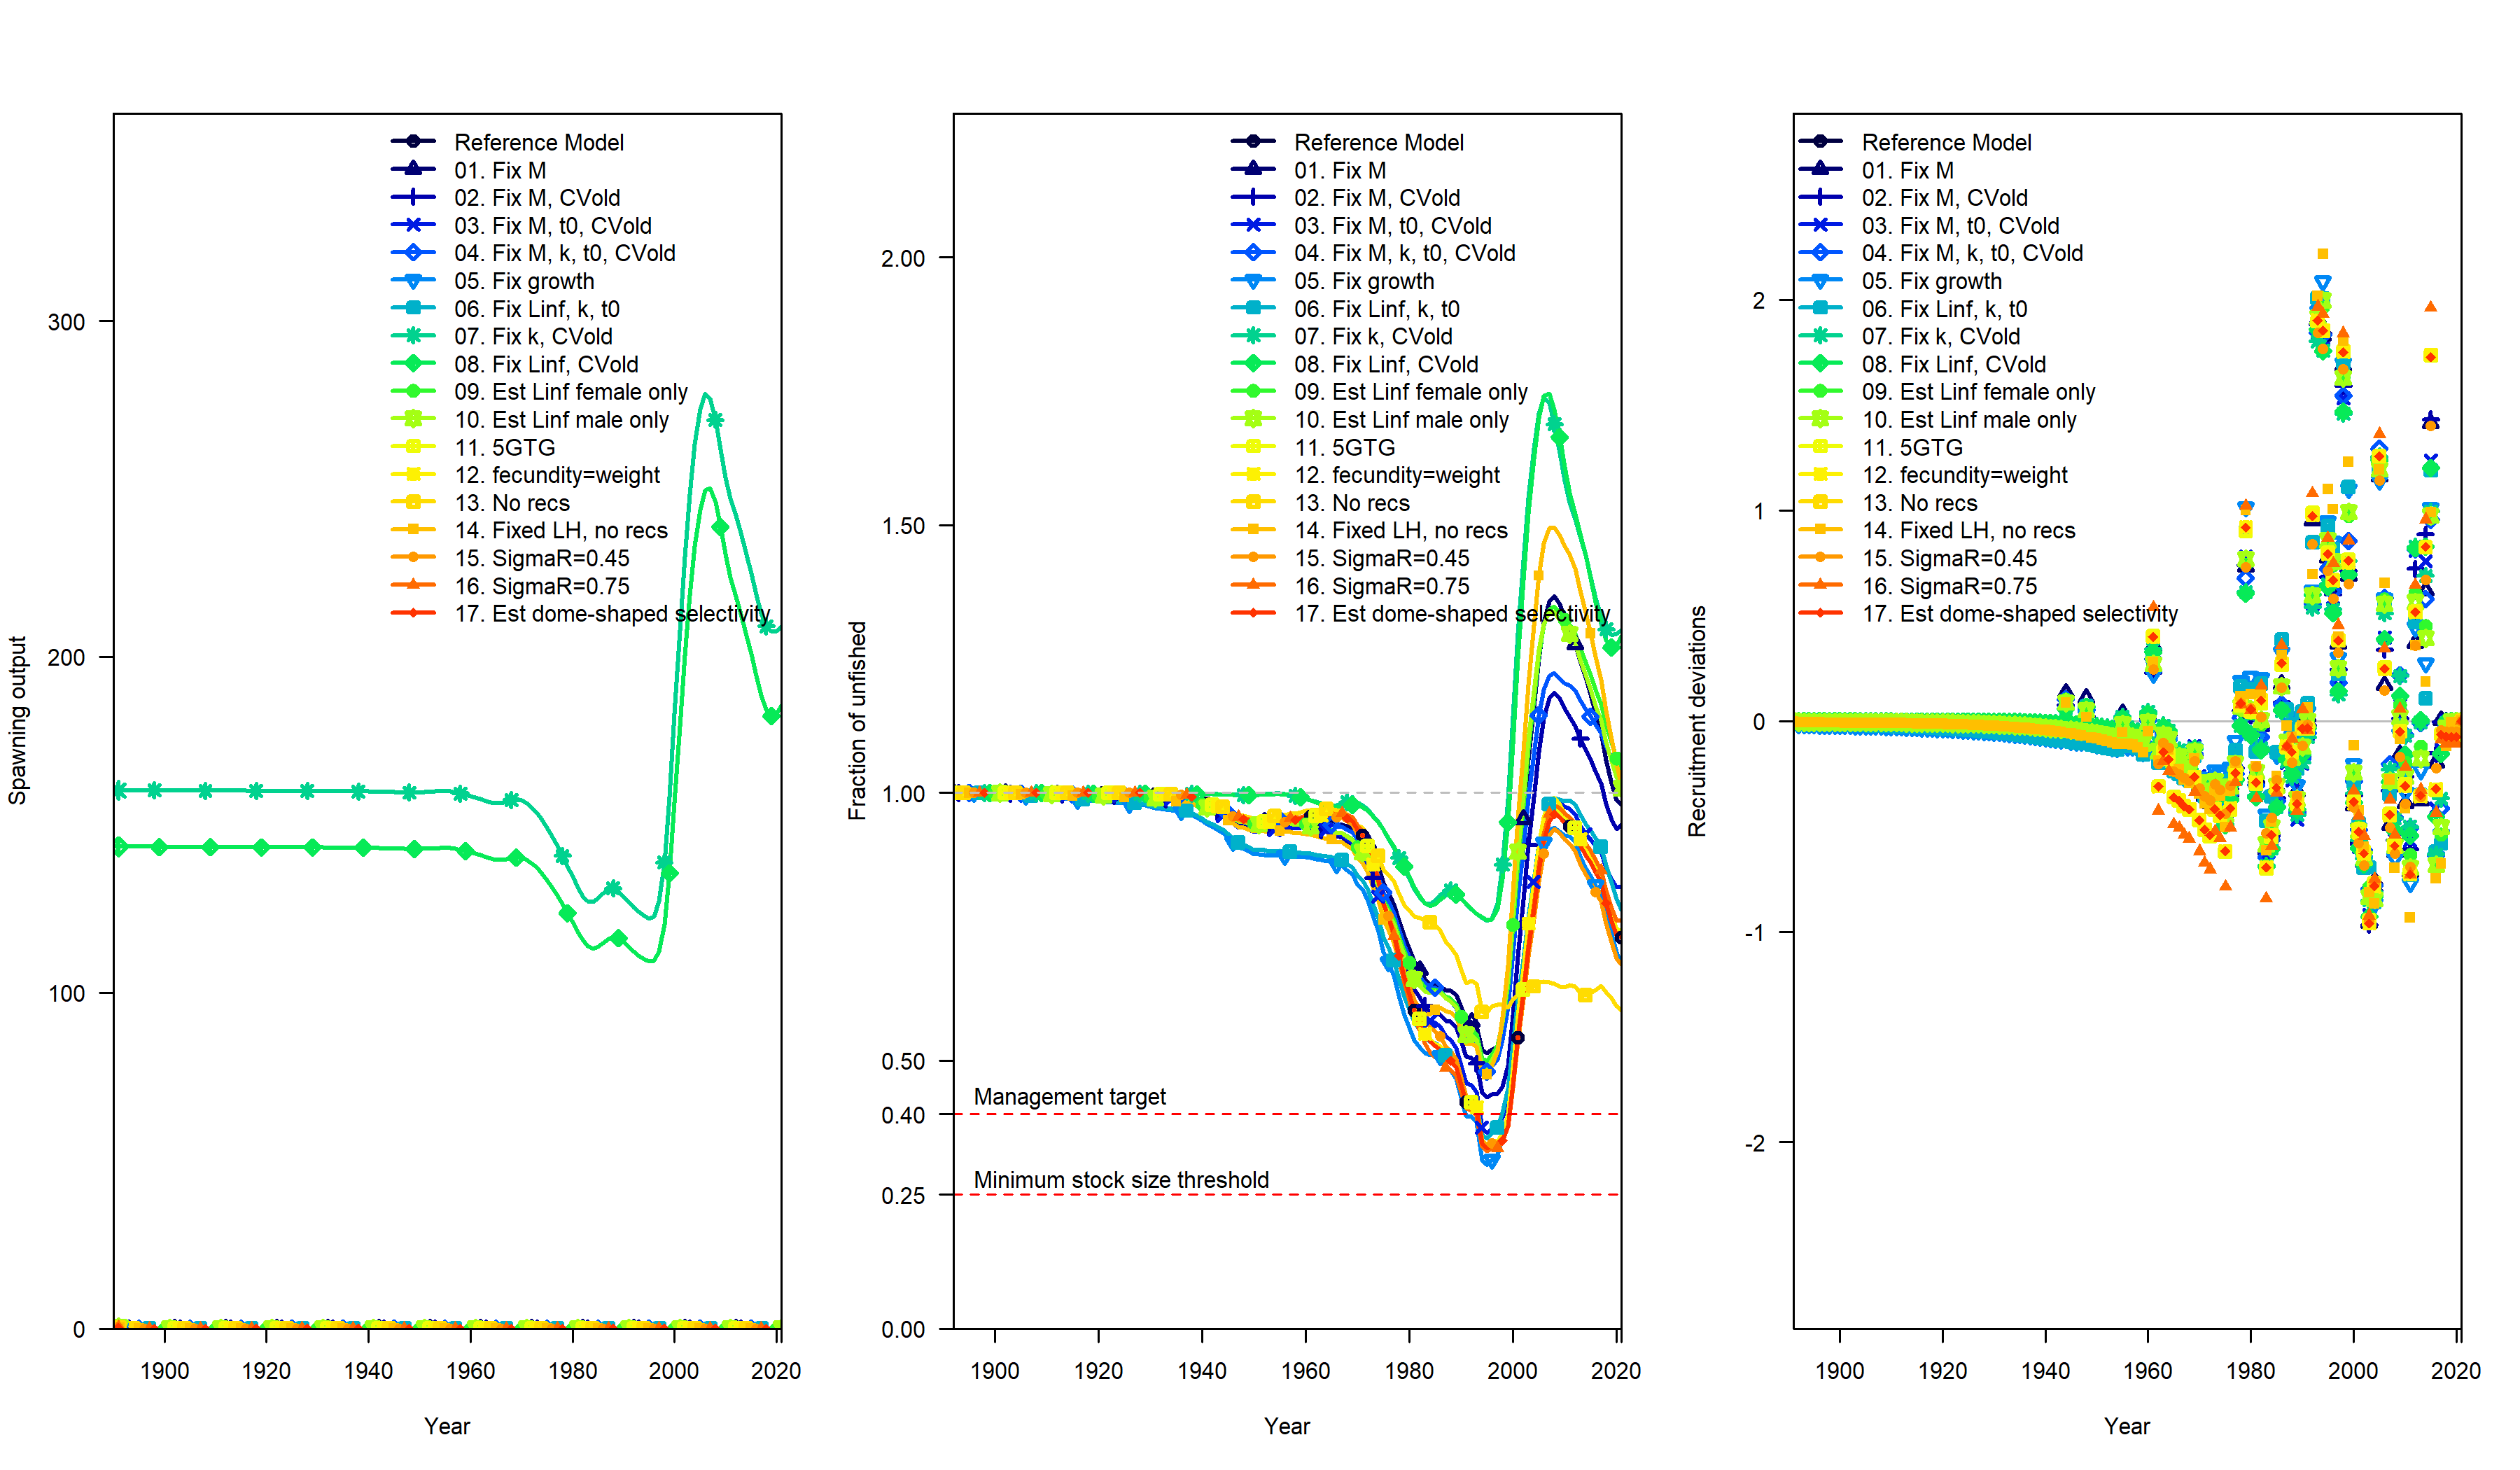 Spawning output
300
200
100
0
1900 1920 1940 1960 1980 2000 2020
Year
Reference Model
01. Fix M
02. Fix M, CVold
03. Fix M, t0, CVold
04. Fix M, k, t0, CVold
05. Fix growth
06. Fix Linf, k, t0
07. Fix k, CVold
08. Fix Linf, CVold
09. Est Linf female only
10. Est Linf male only
11. 5GTG
12. fecundity=weight
13. No recs
14. Fixed LH, no recs
15. SigmaR=0.45
16. SigmaR=0.75
17. Est dome-shaped selectivity
Fraction of unfished
2.00
1.50
1.00
0.50
0.40
0.25
0.00
1900 1920 1940 1960 1980 2000 2020
Year
Reference Model
01. Fix M
02. Fix M, CVold
03. Fix M, t0, CVold
04. Fix M, k, t0, CVold
05. Fix growth
06. Fix Linf, k, t0
07. Fix k, CVold
08. Fix Linf, CVold
09. Est Linf female only
10. Est Linf male only
11. 5GTG
12. fecundity=weight
13. No recs
14. Fixed LH, no recs
15. SigmaR=0.45
16. SigmaR=0.75
17. Est dome-shaped selectivity
Management target
Minimum stock size threshold
Recruitment deviations
2
1
0
-1
-2
1900 1920 1940 1960 1980 2000 2020
Year
Reference Model
01. Fix M
02. Fix M, CVold
03. Fix M, t0, CVold
04. Fix M, k, t0, CVold
05. Fix growth
06. Fix Linf, k, t0
07. Fix k, CVold
08. Fix Linf, CVold
09. Est Linf female only
10. Est Linf male only
11. 5GTG
12. fecundity=weight
13. No recs
14. Fixed LH, no recs
15. SigmaR=0.45
16. SigmaR=0.75
17. Est dome-shaped selectivity